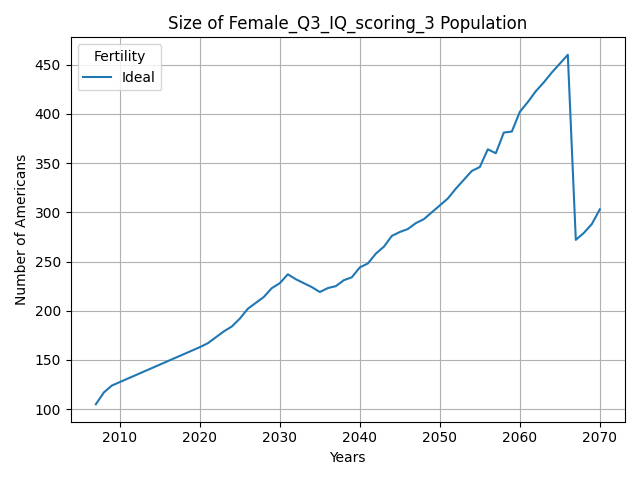 Size of Female_Q3_IQ_scoring_3 Population
Fertility
Ideal
Number of Americans
450
400
350
300
250
200
150
100
2010 2020 2030 2040 2050 2060 2070
Years